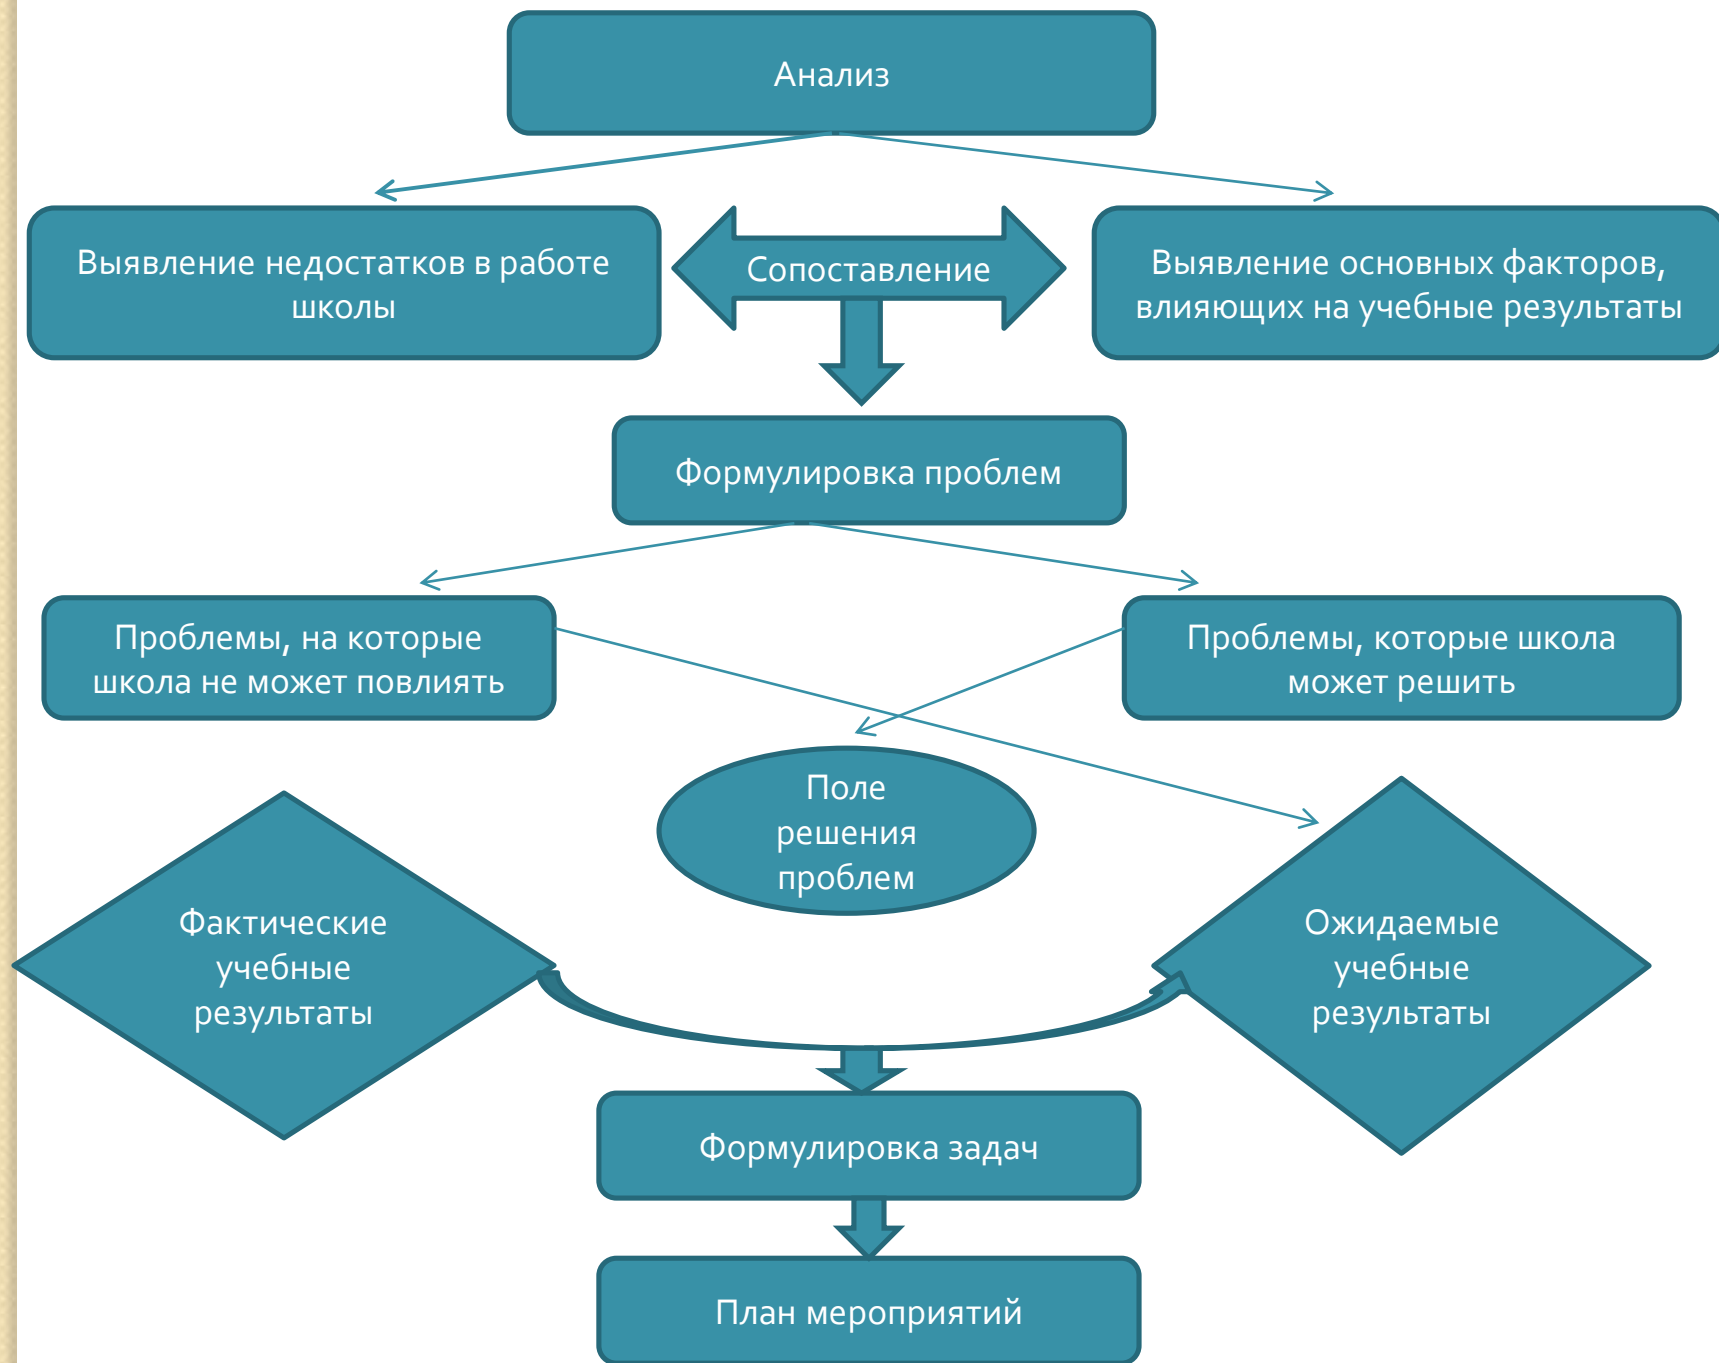 Анализ
Выявление недостатков в работе
школы
Сопоставление
Выявление основных факторов,
влияющих на учебные результаты
Формулировка проблем
Проблемы, на которые
школа не может повлиять
Проблемы, которые школа
может решить
Поле
решения
проблем
Фактические
учебные
результаты
Ожидаемые
учебные
результаты
Формулировка задач
План мероприятий